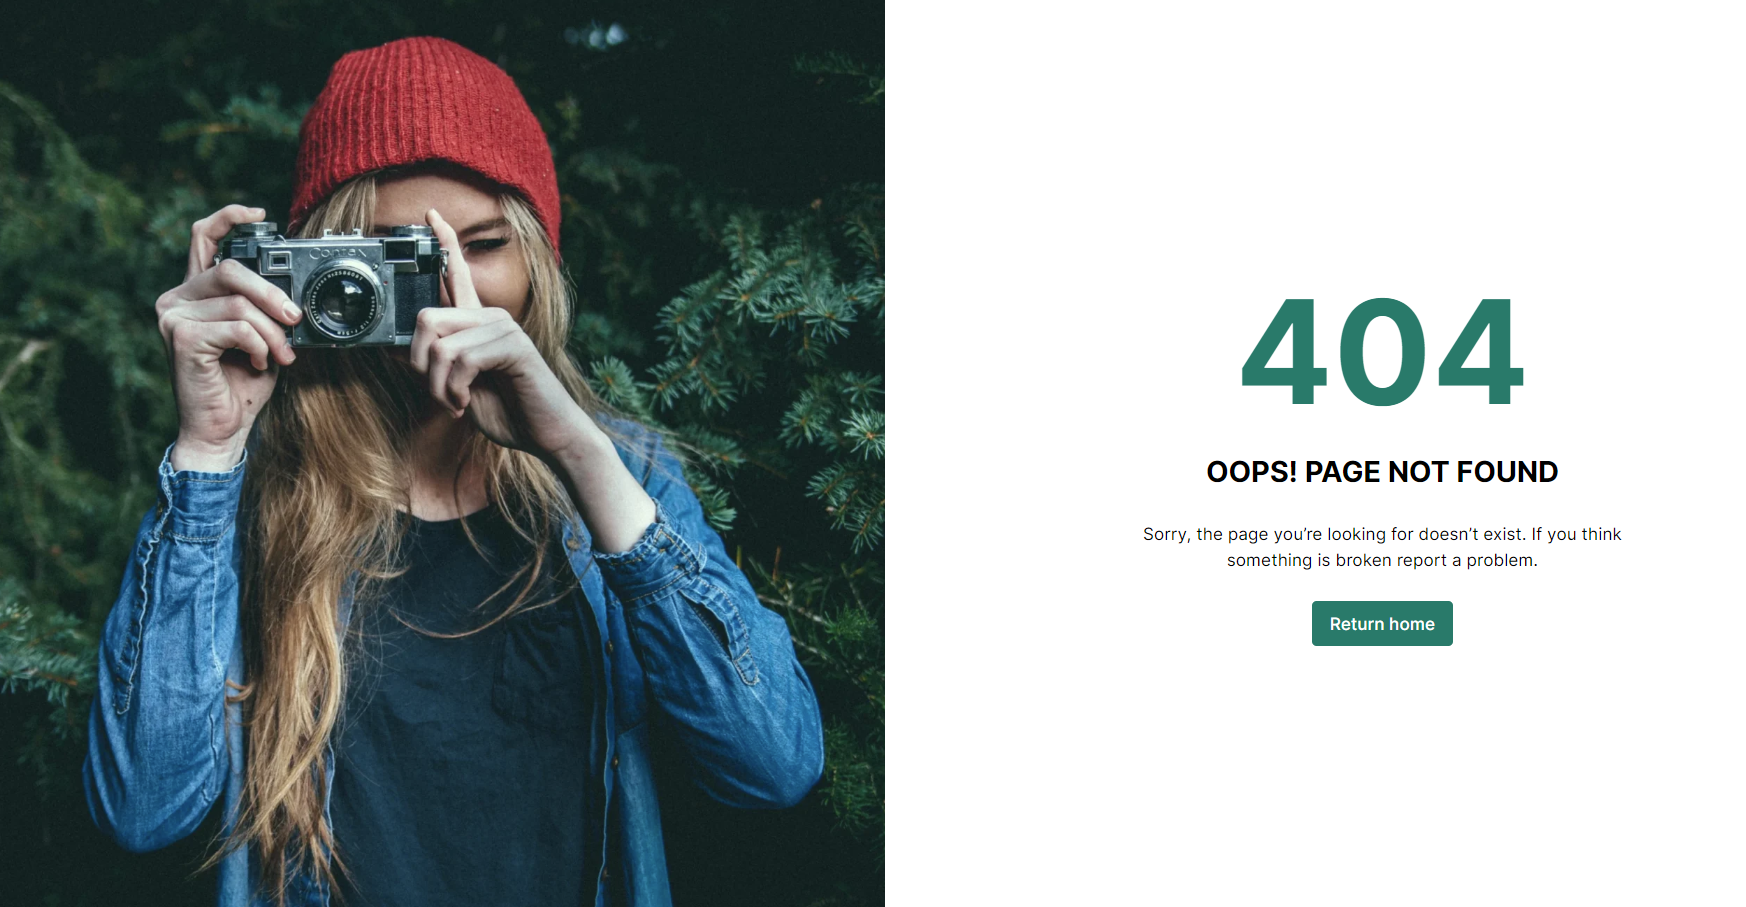 Contax
404
OOPS! PAGE NOT FOUND
Sorry, the page you’re looking for doesn’t exist. If you think
something is broken report a problem.
Return home